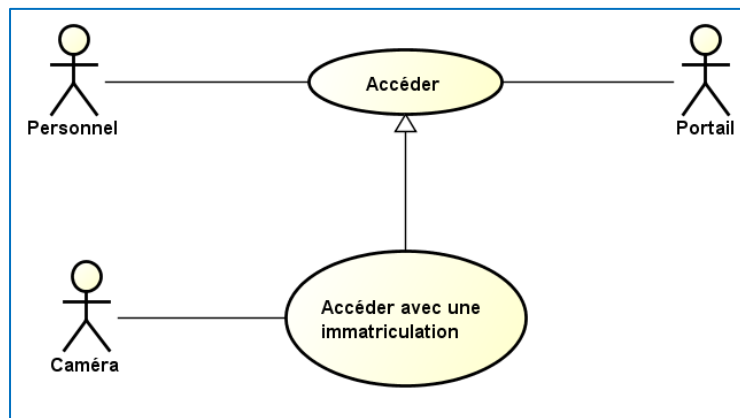 Accéder
Personnel
Portail
Accéder avec une
immatriculation
Caméra